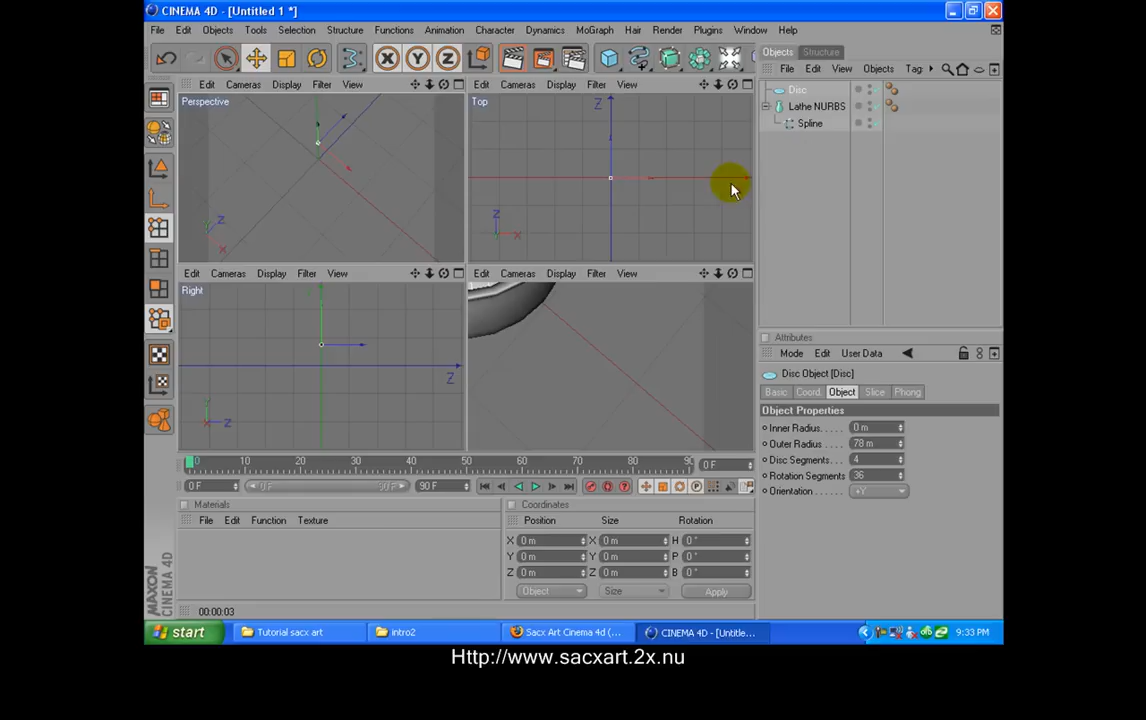 CINEMA 4D - [Untitled 1 *]
File Edit Objects Tools Selection Structure Functions Animation Character Dynamics MoGraph Hair Render Plugins Window Help
Objects Structure
File Edit View Objects Tag
Disc
Lathe NURBS
Spline
Edit Cameras Display Filter View
Perspective
Y
Z
X
Edit Cameras Display Filter View
Top
Z
Z
X
Edit Cameras Display Filter View
Right
Z
Y
X
Z
Edit Cameras Display Filter View
Attributes
Mode Edit User Data
Disc Object [Disc]
Basic Coord. Object Slice Phong
Object Properties
Inner Radius. . . . . 0 m
Outer Radius 78 m
Disc Segments. . . 4
Rotation Segments 36
Orientation . . . . . +Y
0 10 20 30 40 50 60 70 80 90 0 F
0 F 0 F 90 F 90 F
Materials
File Edit Function Texture
Coordinates
Position Size Rotation
X 0 m X 0 m H 0 °
Y 0 m Y 0 m P 0 °
Z 0 m Z 0 m B 0 °
Object Size Apply
MAXON
CINEMA 4D
00:00:03
start Tutorial sacx art intro2 Sacx Art Cinema 4d (... CINEMA 4D - [Untitle... 9:33 PM
Http://www.sacxart.2x.nu